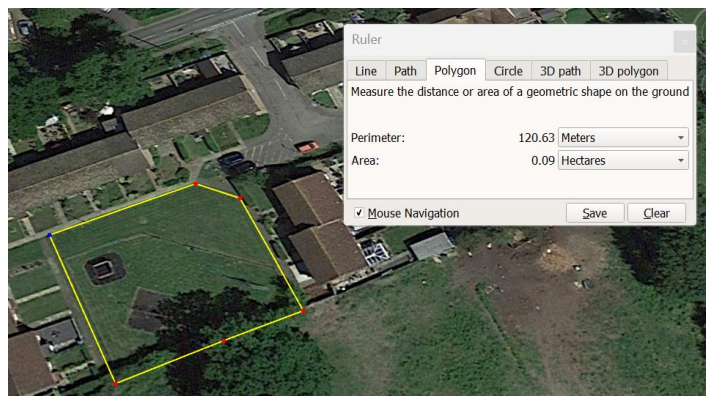 Ruler
Line Path Polygon Circle 3D path 3D polygon
Measure the distance or area of a geometric shape on the ground
Perimeter: 120.63 Meters
Area: 0.09 Hectares
Mouse Navigation Save Clear